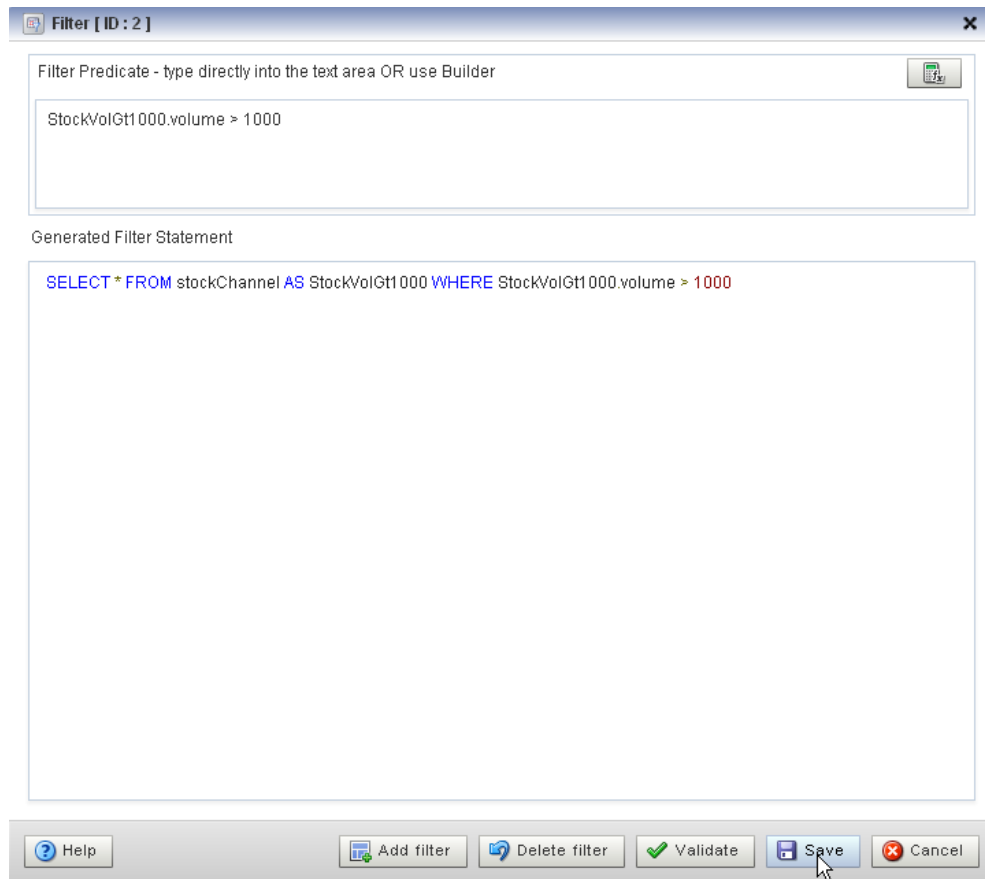 Filter [ ID : 2 ]
Filter Predicate - type directly into the text area OR use Builder
fx
StockVolGt1000.volume > 1000
Generated Filter Statement
SELECT * FROM stockChannel AS StockVolGt1000 WHERE StockVolGt1000.volume > 1000
? Help Add filter Delete filter Validate Save Cancel